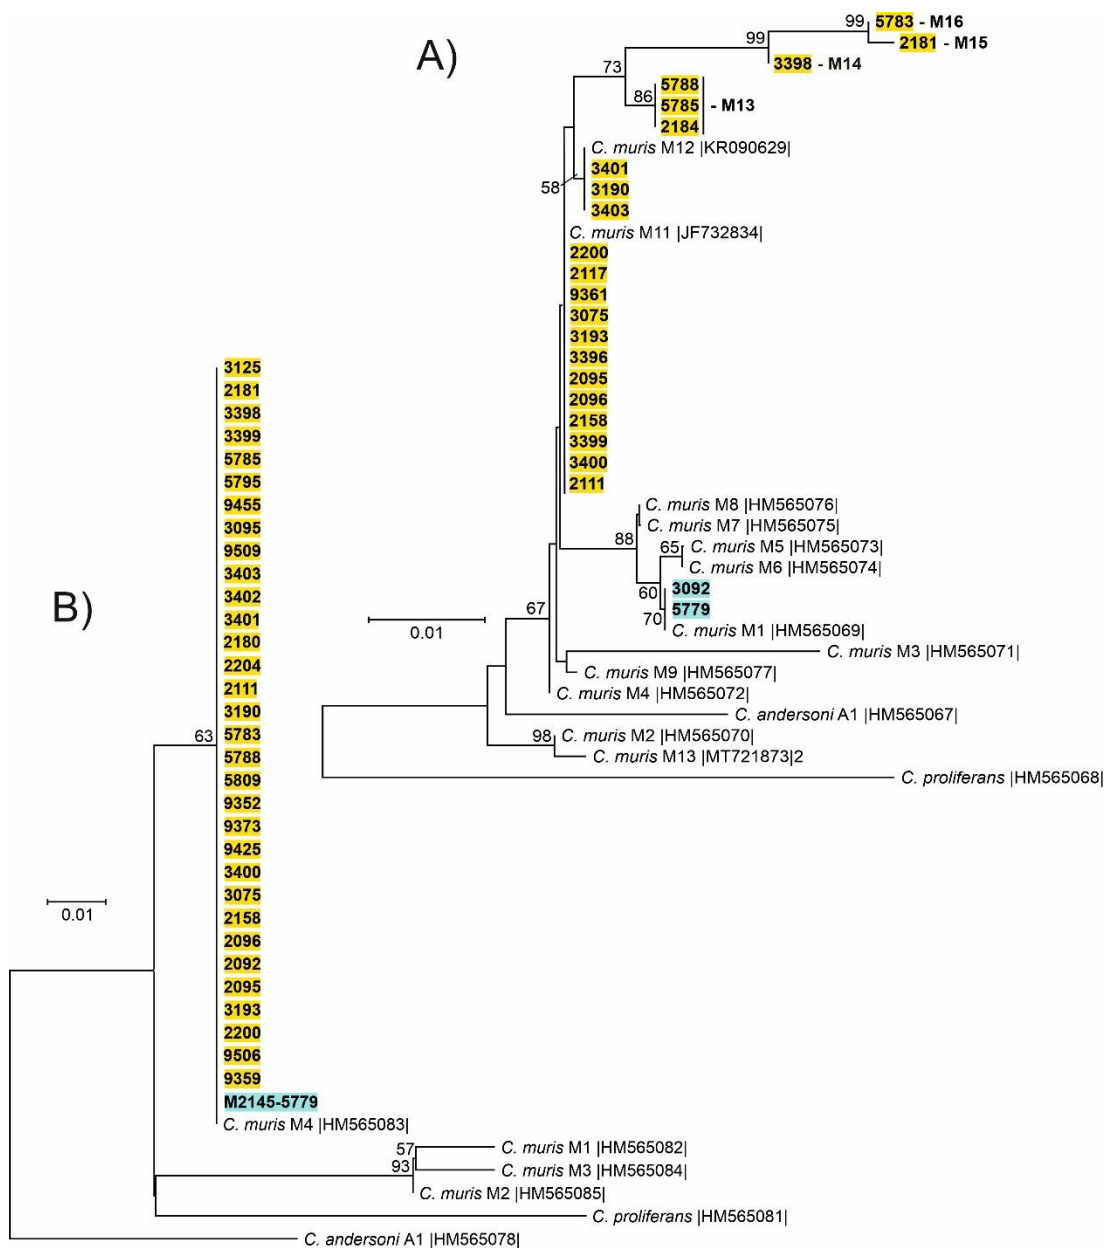 A)
99
5783 - M16
99
2181 - M15
3398 - M14
73
5788
86
5785 - M13
2184
C. muris M12 |KR090629|
3401
58
3190
3403
C. muris M11 |JF732834|
2200
2117
9361
3075
3193
3396
2095
2096
2158
3399
3400
2111
C. muris M8 |HM565076|
C. muris M7 |HM565075|
88
65
C. muris M5 |HM565073|
C. muris M6 |HM565074|
60
3092
5779
70
C. muris M1 |HM565069|
67
0.01
C. muris M3 |HM565071|
C. muris M9 |HM565077|
C. muris M4 |HM565072|
C. andersoni A1 |HM565067|
98
C. muris M2 |HM565070|
C. muris M13 |MT721873|2
C. proliferans |HM565068|
B)
3125
2181
3398
3399
5785
5795
9455
3095
9509
3403
3402
3401
2180
2204
2111
3190
63
5783
5788
5809
9352
9373
9425
3400
3075
0.01
2158
2096
2092
2095
3193
2200
9506
9359
M2145-5779
C. muris M4 |HM565083|
57
C. muris M1 |HM565082|
93
C. muris M3 |HM565084|
C. muris M2 |HM565085|
C. proliferans |HM565081|
C. andersoni A1 |HM565078|